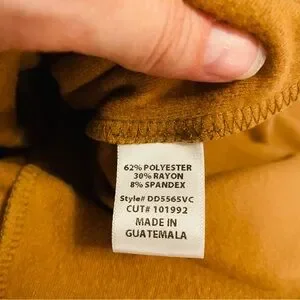 62% POLYESTER
30% RAYON
8% SPANDEX
Style# DD5565VC
CUT# 101992
MADE IN
GUATEMALA